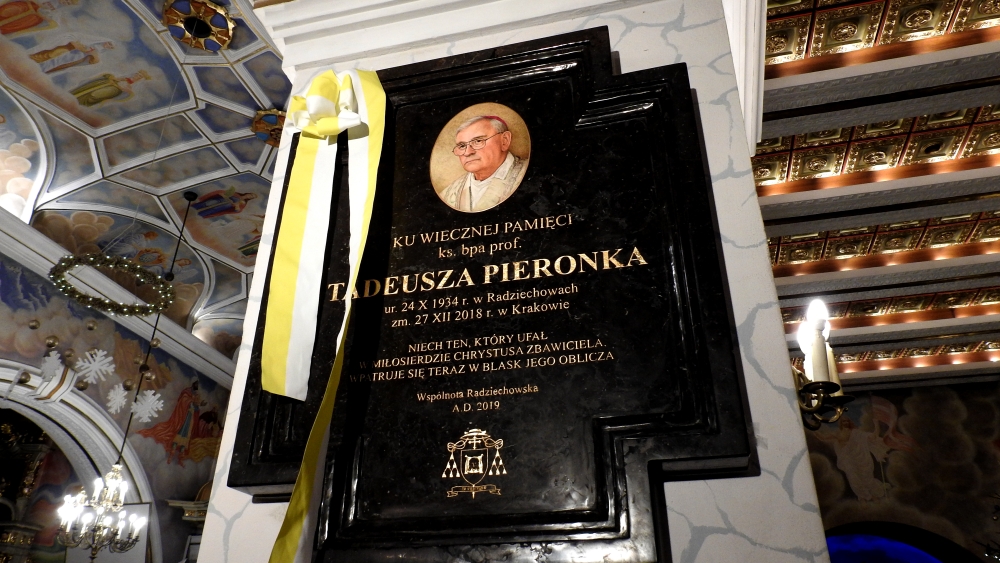 KU WIECZNEJ PAMIĘCI
ks. bpa prof.
TADEUSZA PIERONKA
ur. 24 X 1934 r. w Radziechowach
zm. 27 XII 2018 r. w Krakowie
NIECH TEN, KTÓRY UFAŁ
W MIŁOSIERDZIE CHRYSTUSA ZBAWICIELA,
WPATRUJE SIĘ TERAZ W BLASK JEGO OBLICZA
Wspólnota Radziechowska
A.D. 2019